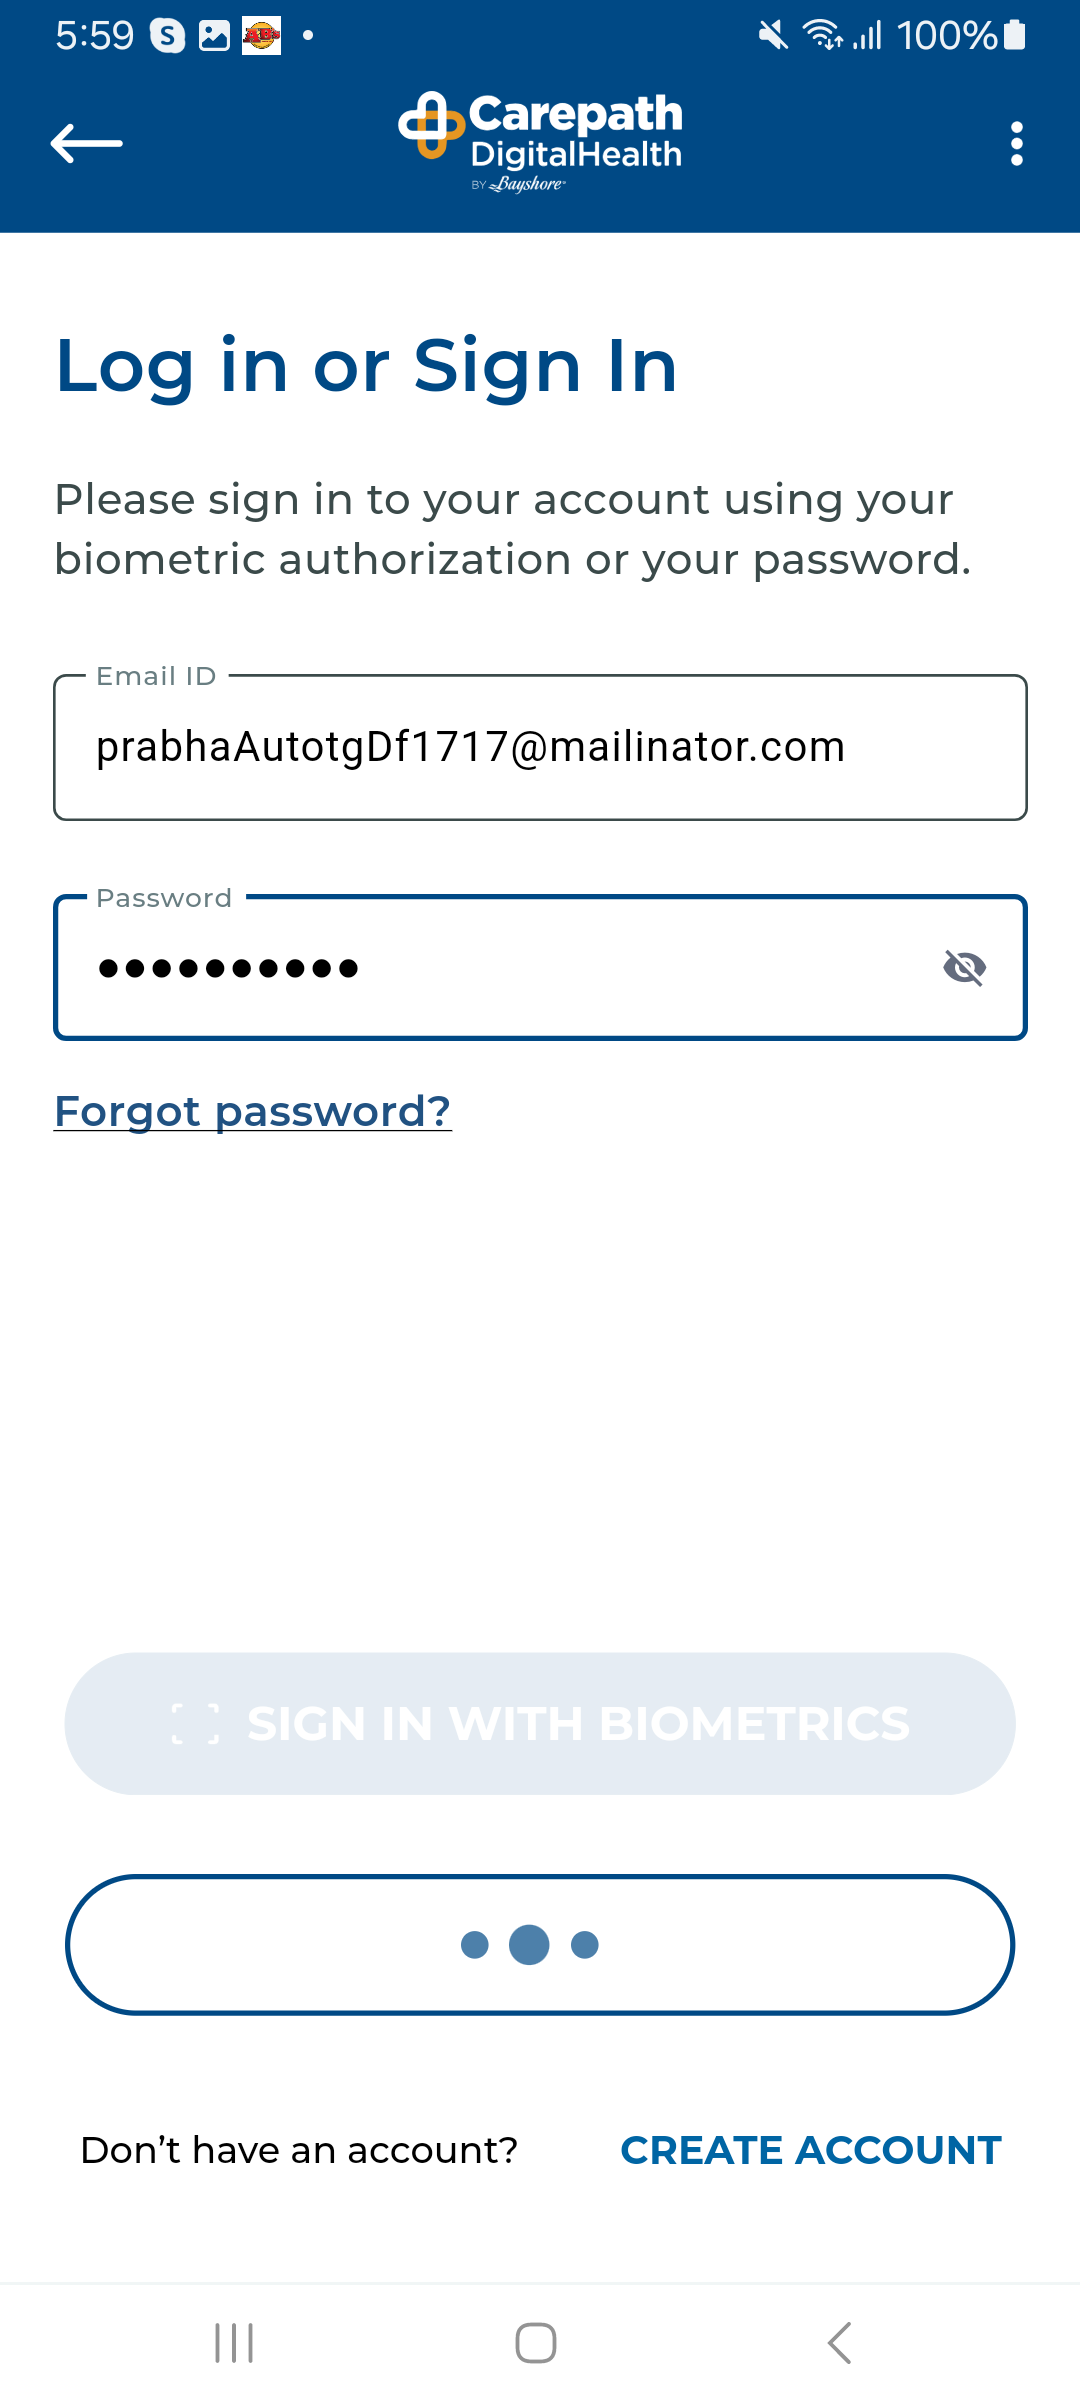 5:59 S ABs 100%
Carepath
DigitalHealth
BY Bayshore™
Log in or Sign In
Please sign in to your account using your
biometric authorization or your password.
Email ID
prabhaAutotgDf1717@mailinator.com
Password
••••••••••
Forgot password?
SIGN IN WITH BIOMETRICS
Don’t have an account? CREATE ACCOUNT